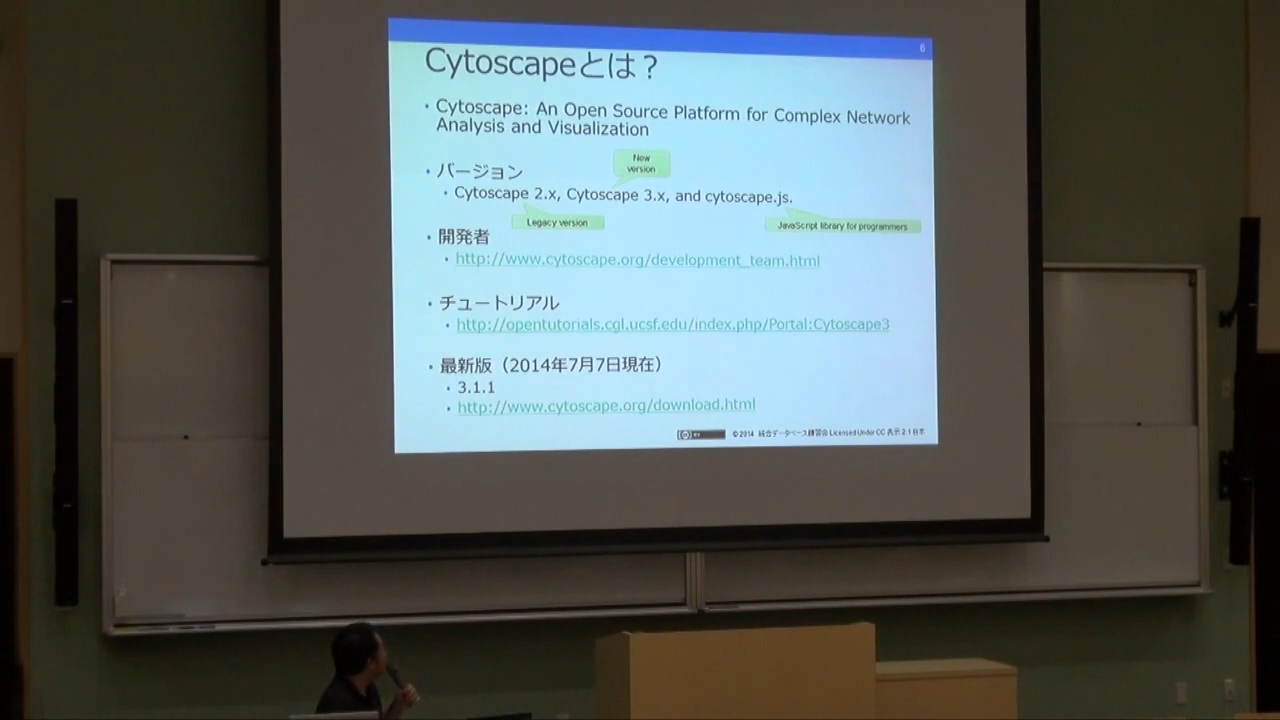 6
Cytoscapeとは？
・Cytoscape: An Open Source Platform for Complex Network
Analysis and Visualization
New
version
・バージョン
・Cytoscape 2.x, Cytoscape 3.x, and cytoscape.js.
Legacy version
JavaScript library for programmers
・開発者
・http://www.cytoscape.org/development_team.html
・チュートリアル
・http://opentutorials.cgl.ucsf.edu/index.php/Portal:Cytoscape3
・最新版（2014年7月7日現在）
・3.1.1
・http://www.cytoscape.org/download.html
©2014 統合データベース講習会 Licensed Under CC 表示 2.1 日本